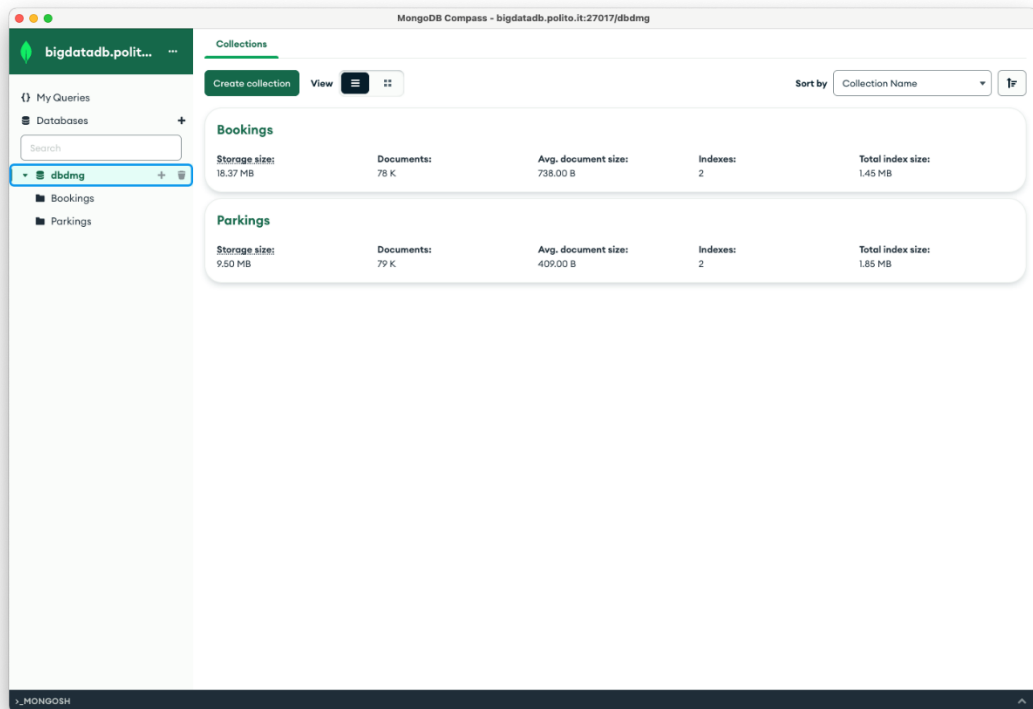 MongoDB Compass - bigdatadb.polito.it:27017/dbdmg
bigdatadb.polit... ...
{} My Queries
Databases +
Search
dbdmg +
Bookings
Parkings
Collections
Create collection View Sort by Collection Name
Bookings
Storage size: Documents: Avg. document size: Indexes: Total index size:
18.37 MB 78 K 738.00 B 2 1.45 MB
Parkings
Storage size: Documents: Avg. document size: Indexes: Total index size:
9.50 MB 79 K 409.00 B 2 1.85 MB
>_MONGOSH